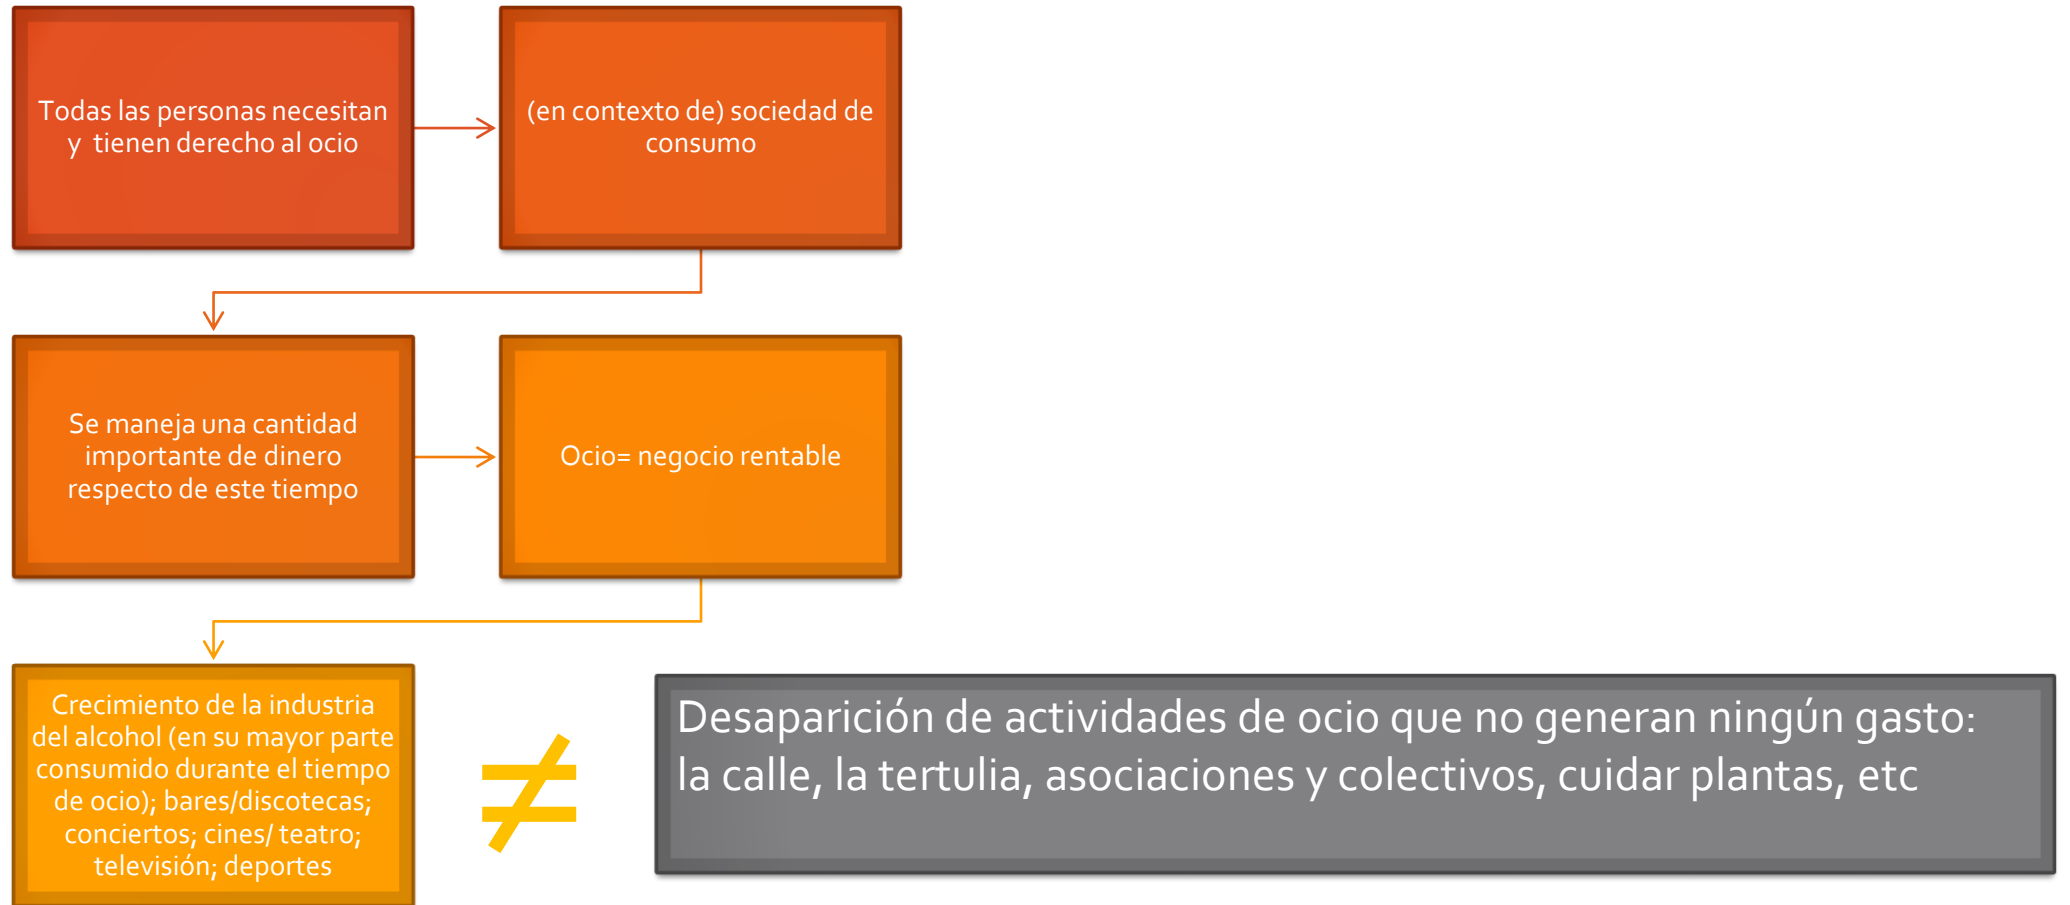 Todas las personas necesitan
y tienen derecho al ocio
(en contexto de) sociedad de
consumo
Se maneja una cantidad
importante de dinero
respecto de este tiempo
Ocio= negocio rentable
Crecimiento de la industria
del alcohol (en su mayor parte
consumido durante el tiempo
de ocio); bares/discotecas;
conciertos; cines/ teatro;
televisión; deportes
≠
Desaparición de actividades de ocio que no generan ningún gasto:
la calle, la tertulia, asociaciones y colectivos, cuidar plantas, etc